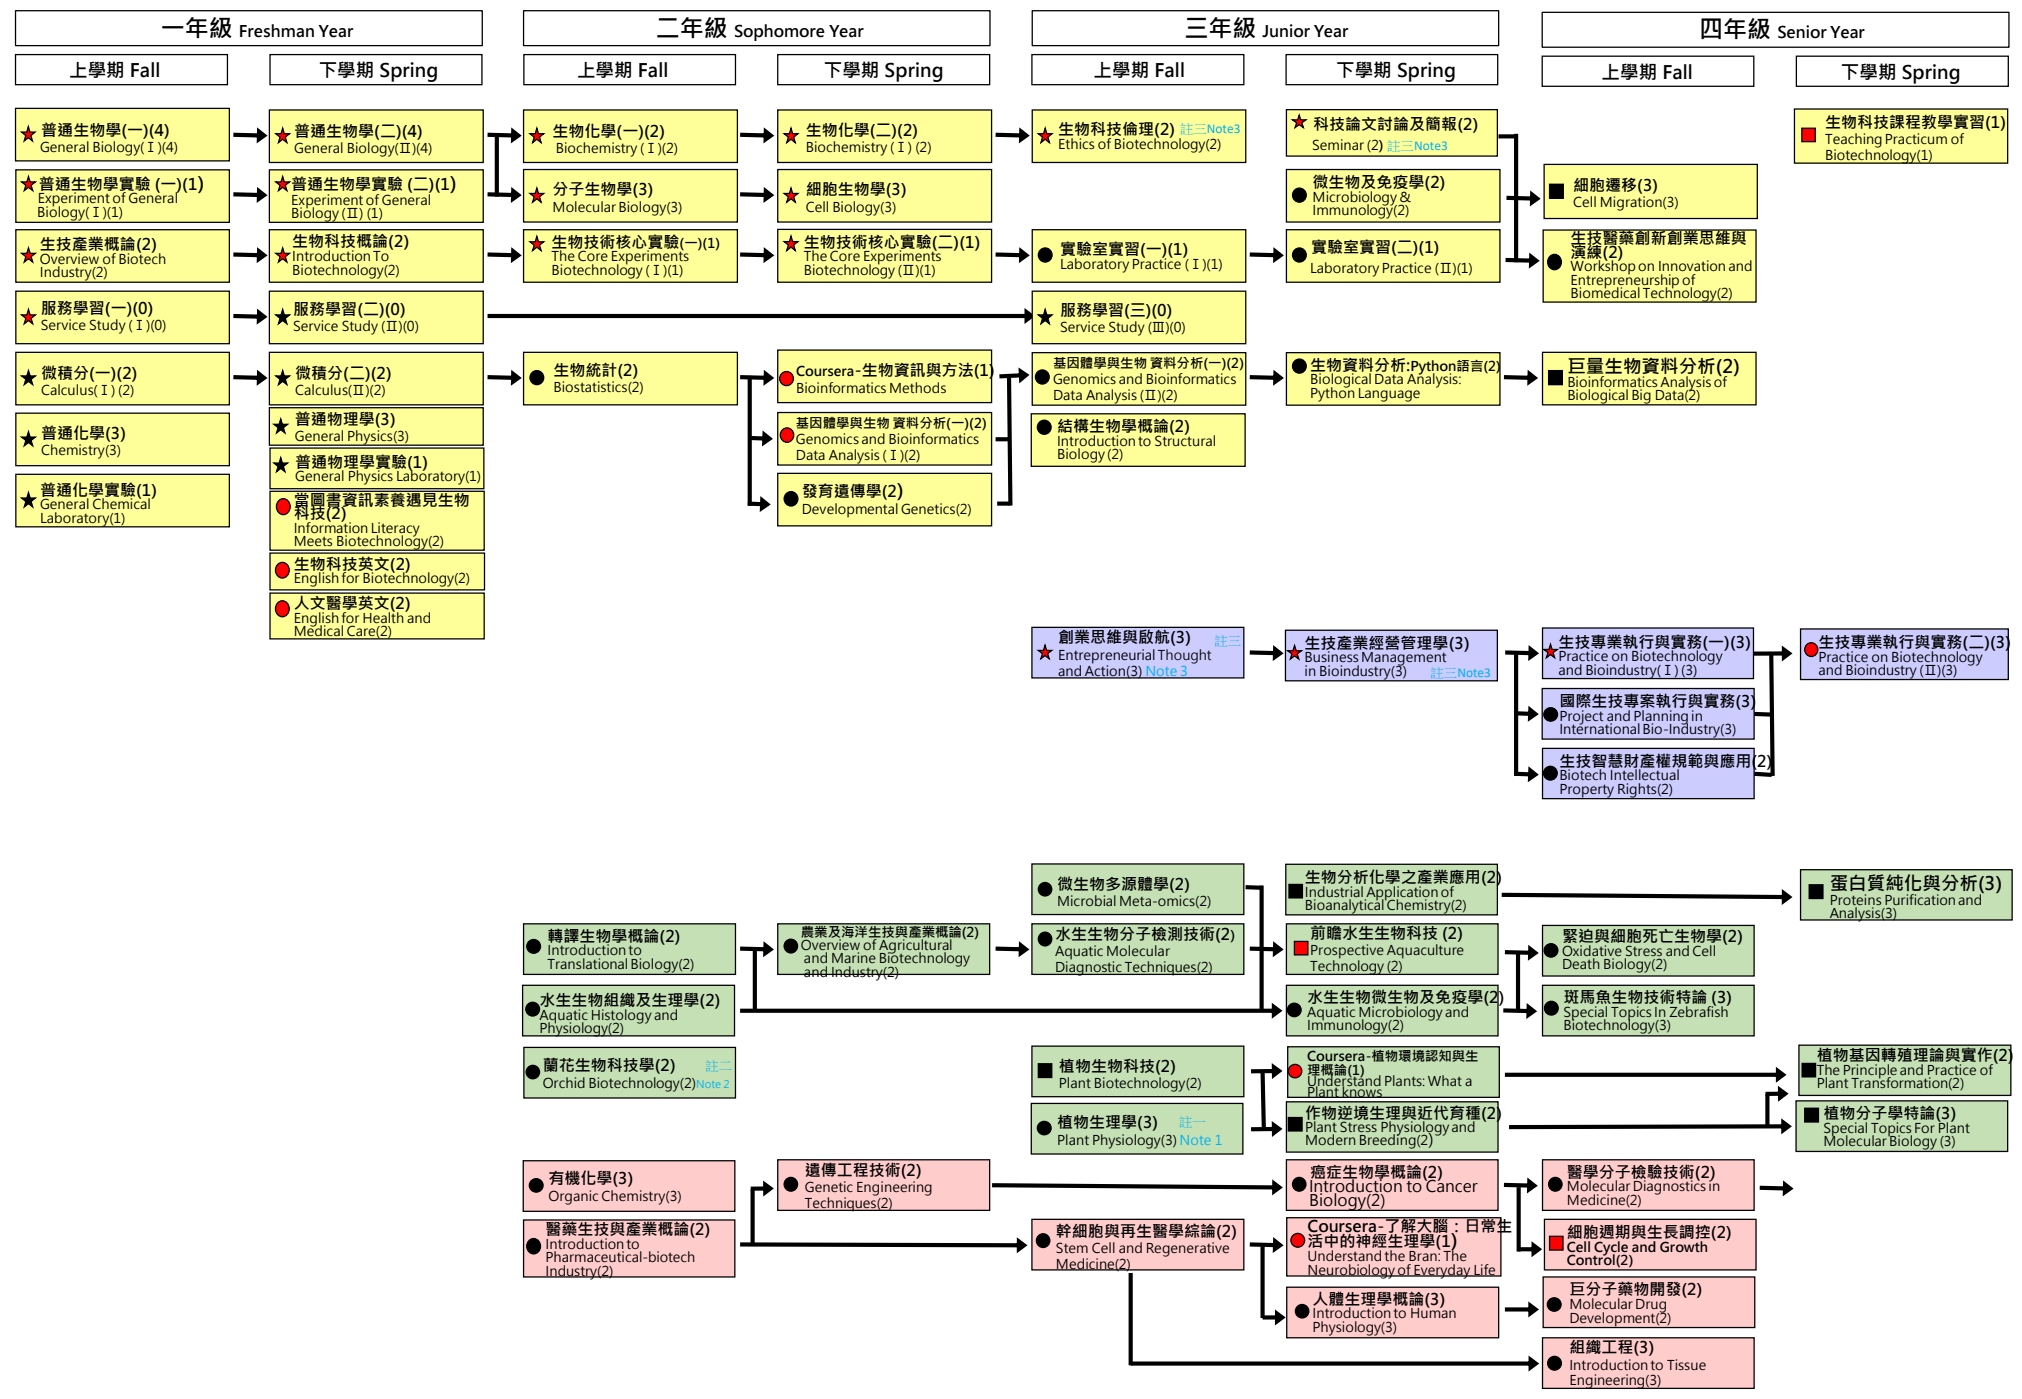 一年級 Freshman Year
二年級 Sophomore Year
三年級 Junior Year
四年級 Senior Year
上學期 Fall
下學期 Spring
上學期 Fall
下學期 Spring
上學期 Fall
下學期 Spring
上學期 Fall
下學期 Spring
普通生物學(一)(4)
General Biology(Ⅰ)(4)
普通生物學實驗 (一)(1)
Experiment of General
Biology(Ⅰ)(1)
生技產業概論(2)
Overview of Biotech
Industry(2)
服務學習(一)(0)
Service Study (Ⅰ)(0)
微積分(一)(2)
Calculus(Ⅰ) (2)
普通化學(3)
Chemistry(3)
普通化學實驗(1)
General Chemical
Laboratory(1)
普通生物學(二)(4)
General Biology(Ⅱ)(4)
普通生物學實驗 (二)(1)
Experiment of General
Biology (Ⅱ) (1)
生物科技概論(2)
Introduction To
Biotechnology(2)
服務學習(二)(0)
Service Study (Ⅱ)(0)
微積分(二)(2)
Calculus(Ⅱ)(2)
普通物理學(3)
General Physics(3)
普通物理學實驗(1)
General Physics Laboratory(1)
當圖書資訊素養遇見生物
科技(2)
Information Literacy
Meets Biotechnology(2)
生物科技英文(2)
English for Biotechnology(2)
人文醫學英文(2)
English for Health and
Medical Care(2)
生物化學(一)(2)
Biochemistry (Ⅰ)(2)
分子生物學(3)
Molecular Biology(3)
生物技術核心實驗(一)(1)
The Core Experiments
Biotechnology (Ⅰ)(1)
生物統計(2)
Biostatistics(2)
生物化學(二)(2)
Biochemistry (Ⅰ) (2)
細胞生物學(3)
Cell Biology(3)
生物技術核心實驗(二)(1)
The Core Experiments
Biotechnology (Ⅱ)(1)
Coursera-生物資訊與方法(1)
Bioinformatics Methods
基因體學與生物 資料分析(一)(2)
Genomics and Bioinformatics
Data Analysis (Ⅰ)(2)
發育遺傳學(2)
Developmental Genetics(2)
生物科技倫理(2) 註三Note3
Ethics of Biotechnology(2)
實驗室實習(一)(1)
Laboratory Practice (Ⅰ)(1)
服務學習(三)(0)
Service Study (Ⅲ)(0)
基因體學與生物 資料分析(一)(2)
Genomics and Bioinformatics
Data Analysis (Ⅱ)(2)
結構生物學概論(2)
Introduction to Structural
Biology (2)
科技論文討論及簡報(2)
Seminar (2) 註三Note3
微生物及免疫學(2)
Microbiology &
Immunology(2)
實驗室實習(二)(1)
Laboratory Practice (Ⅱ)(1)
生物資料分析:Python語言(2)
Biological Data Analysis:
Python Language
細胞遷移(3)
Cell Migration(3)
生技醫藥創新創業思維與
演練(2)
Workshop on Innovation and
Entrepreneurship of
Biomedical Technology(2)
巨量生物資料分析(2)
Bioinformatics Analysis of
Biological Big Data(2)
生物科技課程教學實習(1)
Teaching Practicum of
Biotechnology(1)
創業思維與啟航(3) 註三
Entrepreneurial Thought
and Action(3) Note 3
生技產業經營管理學(3)
Business Management
in Bioindustry(3) 註三Note3
生技專業執行與實務(一)(3)
Practice on Biotechnology
and Bioindustry(Ⅰ) (3)
國際生技專案執行與實務(3)
Project and Planning in
International Bio-Industry(3)
生技智慧財產權規範與應用(2)
Biotech Intellectual
Property Rights(2)
生技專業執行與實務(二)(3)
Practice on Biotechnology
and Bioindustry (Ⅱ)(3)
轉譯生物學概論(2)
Introduction to
Translational Biology(2)
水生生物組織及生理學(2)
Aquatic Histology and
Physiology(2)
蘭花生物科技學(2) 註二
Orchid Biotechnology(2)Note 2
農業及海洋生技與產業概論(2)
Overview of Agricultural
and Marine Biotechnology
and Industry(2)
微生物多源體學(2)
Microbial Meta-omics(2)
水生生物分子檢測技術(2)
Aquatic Molecular
Diagnostic Techniques(2)
植物生物科技(2)
Plant Biotechnology(2)
植物生理學(3) 註一
Plant Physiology(3) Note 1
生物分析化學之產業應用(2)
Industrial Application of
Bioanalytical Chemistry(2)
前瞻水生生物科技 (2)
Prospective Aquaculture
Technology (2)
水生生物微生物及免疫學(2)
Aquatic Microbiology and
Immunology(2)
Coursera-植物環境認知與生
理概論(1)
Understand Plants: What a
Plant knows
作物逆境生理與近代育種(2)
Plant Stress Physiology and
Modern Breeding(2)
緊迫與細胞死亡生物學(2)
Oxidative Stress and Cell
Death Biology(2)
斑馬魚生物技術特論 (3)
Special Topics In Zebrafish
Biotechnology(3)
蛋白質純化與分析(3)
Proteins Purification and
Analysis(3)
植物基因轉殖理論與實作(2)
The Principle and Practice of
Plant Transformation(2)
植物分子學特論(3)
Special Topics For Plant
Molecular Biology (3)
有機化學(3)
Organic Chemistry(3)
醫藥生技與產業概論(2)
Introduction to
Pharmaceutical-biotech
Industry(2)
遺傳工程技術(2)
Genetic Engineering
Techniques(2)
幹細胞與再生醫學綜論(2)
Stem Cell and Regenerative
Medicine(2)
癌症生物學概論(2)
Introduction to Cancer
Biology(2)
Coursera-了解大腦：日常生
活中的神經生理學(1)
Understand the Bran: The
Neurobiology of Everyday Life
人體生理學概論(3)
Introduction to Human
Physiology(3)
醫學分子檢驗技術(2)
Molecular Diagnostics in
Medicine(2)
細胞週期與生長調控(2)
Cell Cycle and Growth
Control(2)
巨分子藥物開發(2)
Molecular Drug
Development(2)
組織工程(3)
Introduction to Tissue
Engineering(3)